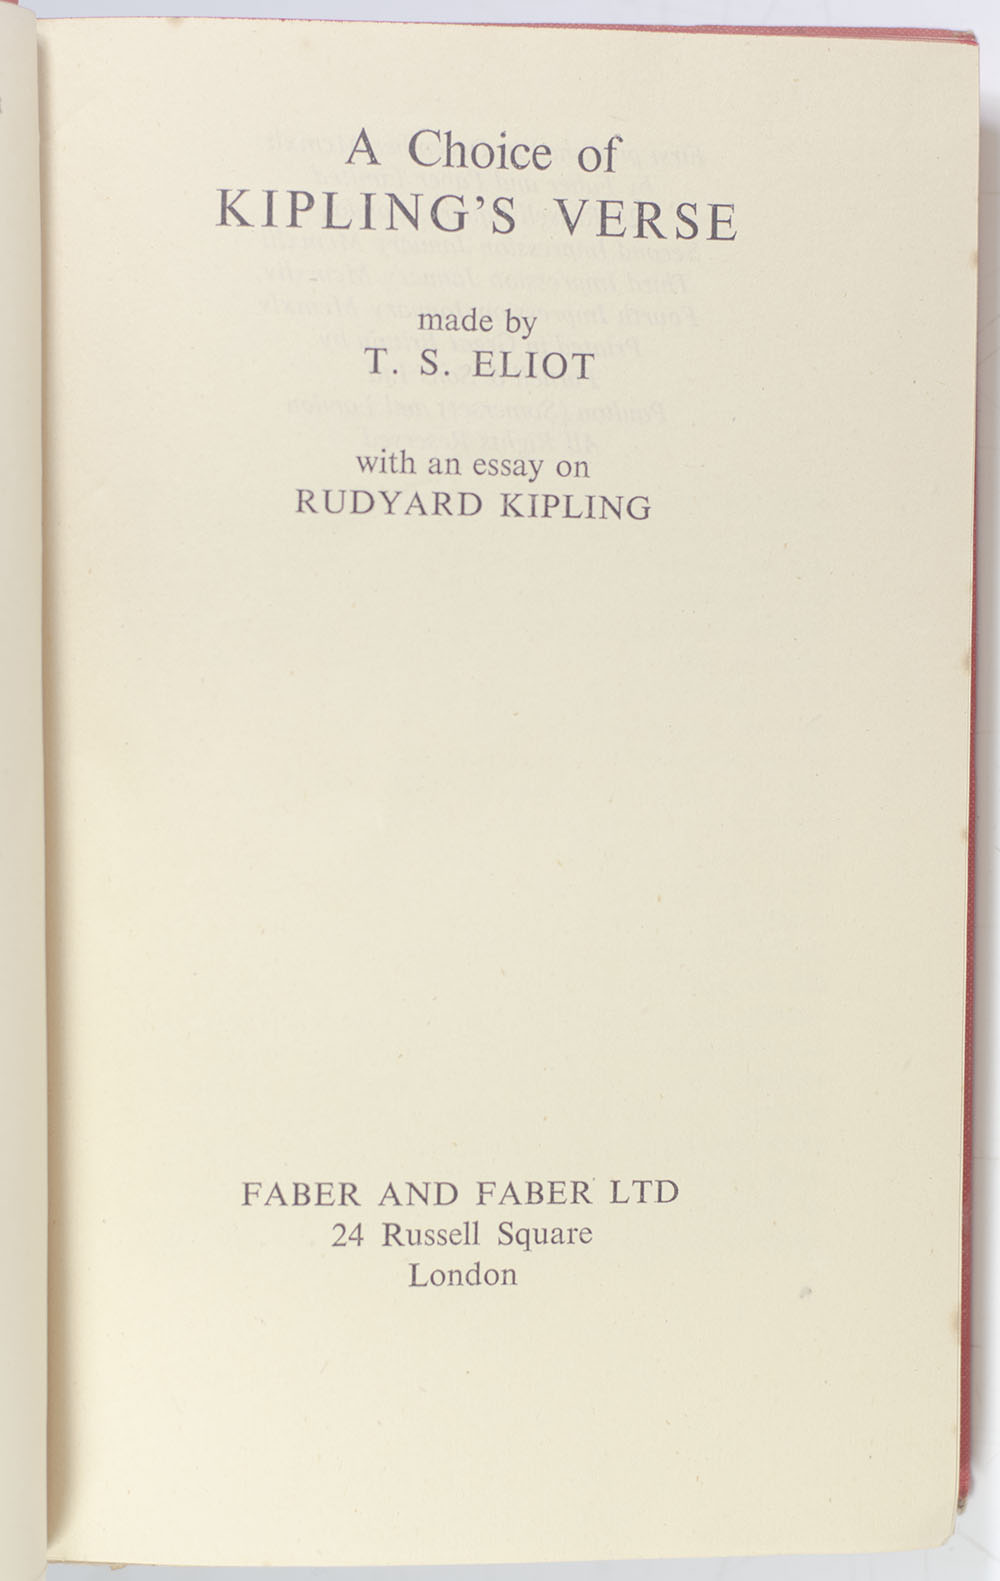 A Choice of
KIPLING'S VERSE
made by
T. S. ELIOT
with an essay on
RUDYARD KIPLING
FABER AND FABER LTD
24 Russell Square
London